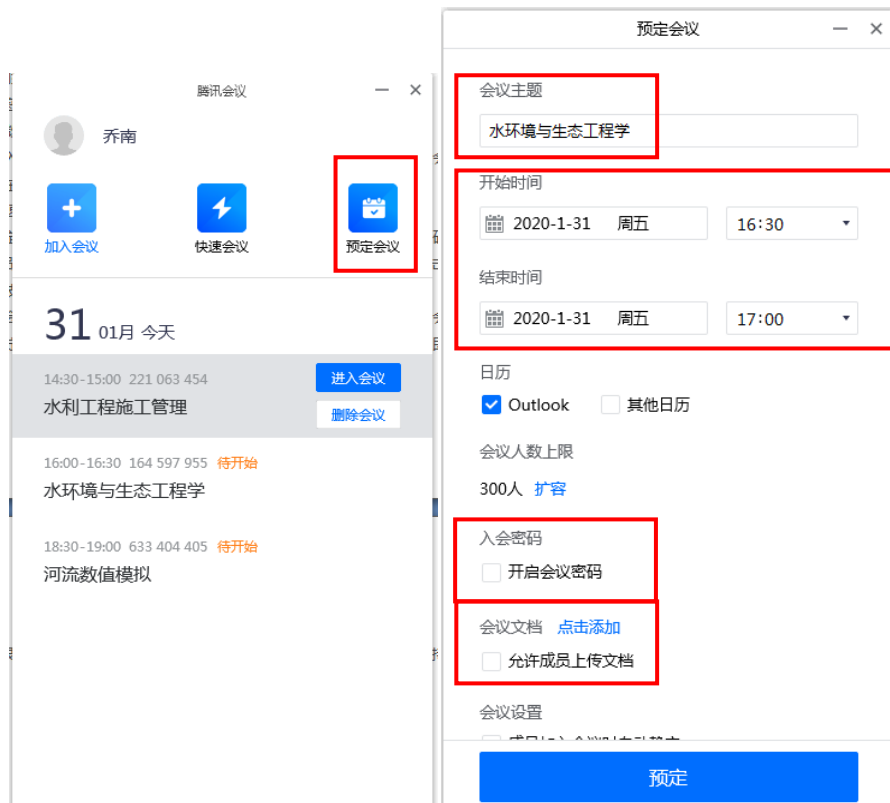 腾讯会议
乔南
加入会议
快速会议
预定会议
31 01月 今天
14:30-15:00 221 063 454
进入会议
水利工程施工管理
删除会议
16:00-16:30 164 597 955 待开始
水环境与生态工程学
18:30-19:00 633 404 405 待开始
河流数值模拟
预定会议
会议主题
水环境与生态工程学
开始时间
2020-1-31 周五 16:30
结束时间
2020-1-31 周五 17:00
日历
Outlook 其他日历
会议人数上限
300人 扩容
入会密码
开启会议密码
会议文档 点击添加
允许成员上传文档
会议设置
预定